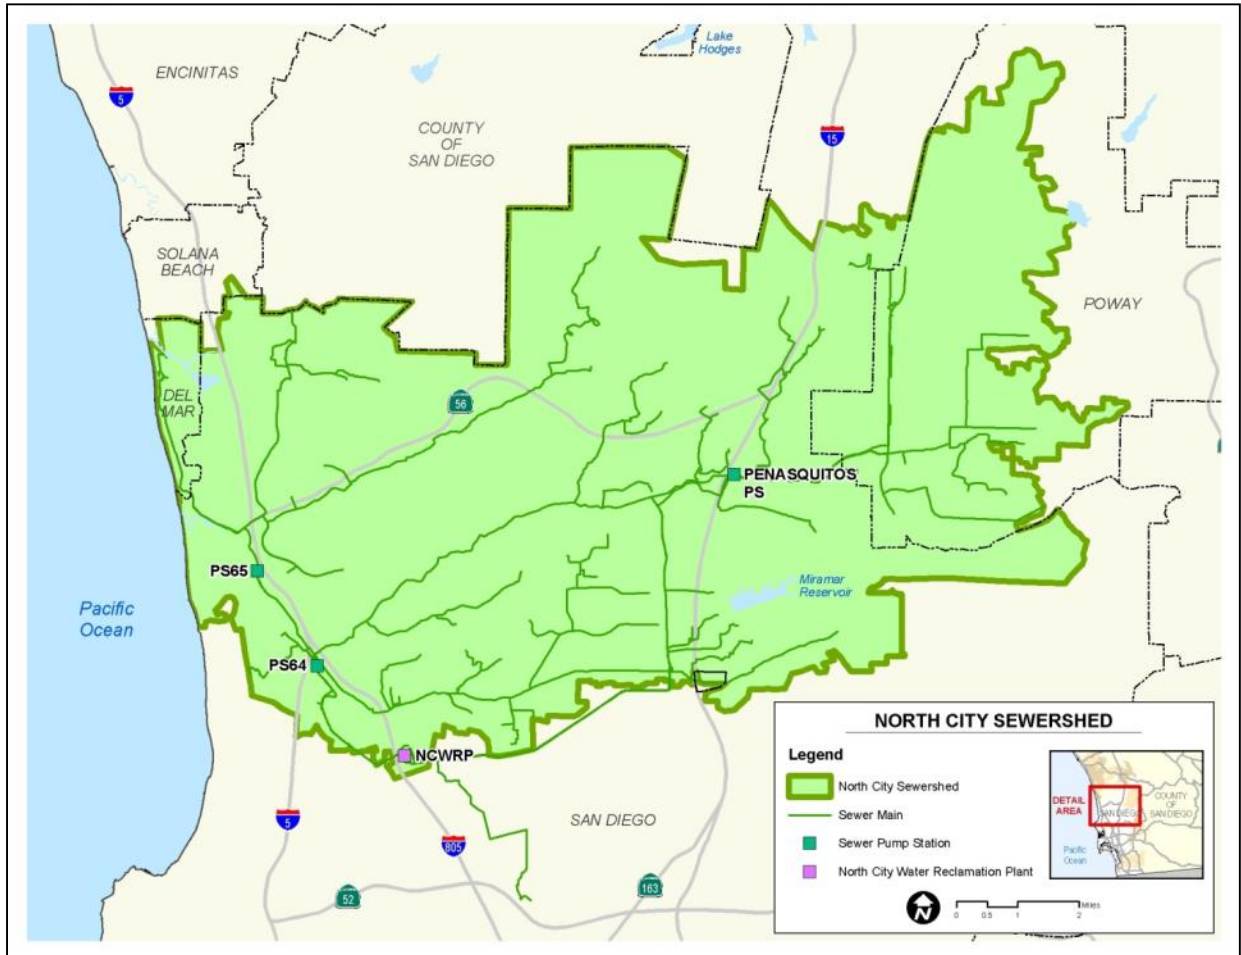 Lake
Hodges
ENCINITAS
5
COUNTY
OF
SAN DIEGO
15
SOLANA
BEACH
POWAY
DEL
MAR
56
PENASQUITOS
PS
PS65
Miramar
Reservoir
Pacific
Ocean
PS64
NCWRP
SAN DIEGO
5
805
52
163
NORTH CITY SEWERSHED
Legend
North City Sewershed
Sewer Main
Sewer Pump Station
North City Water Reclamation Plant
DETAIL
AREA
COUNTY
OF
SAN DIEGO
SAN DIEGO
Pacific
Ocean
N
Miles
0 0.5 1 2